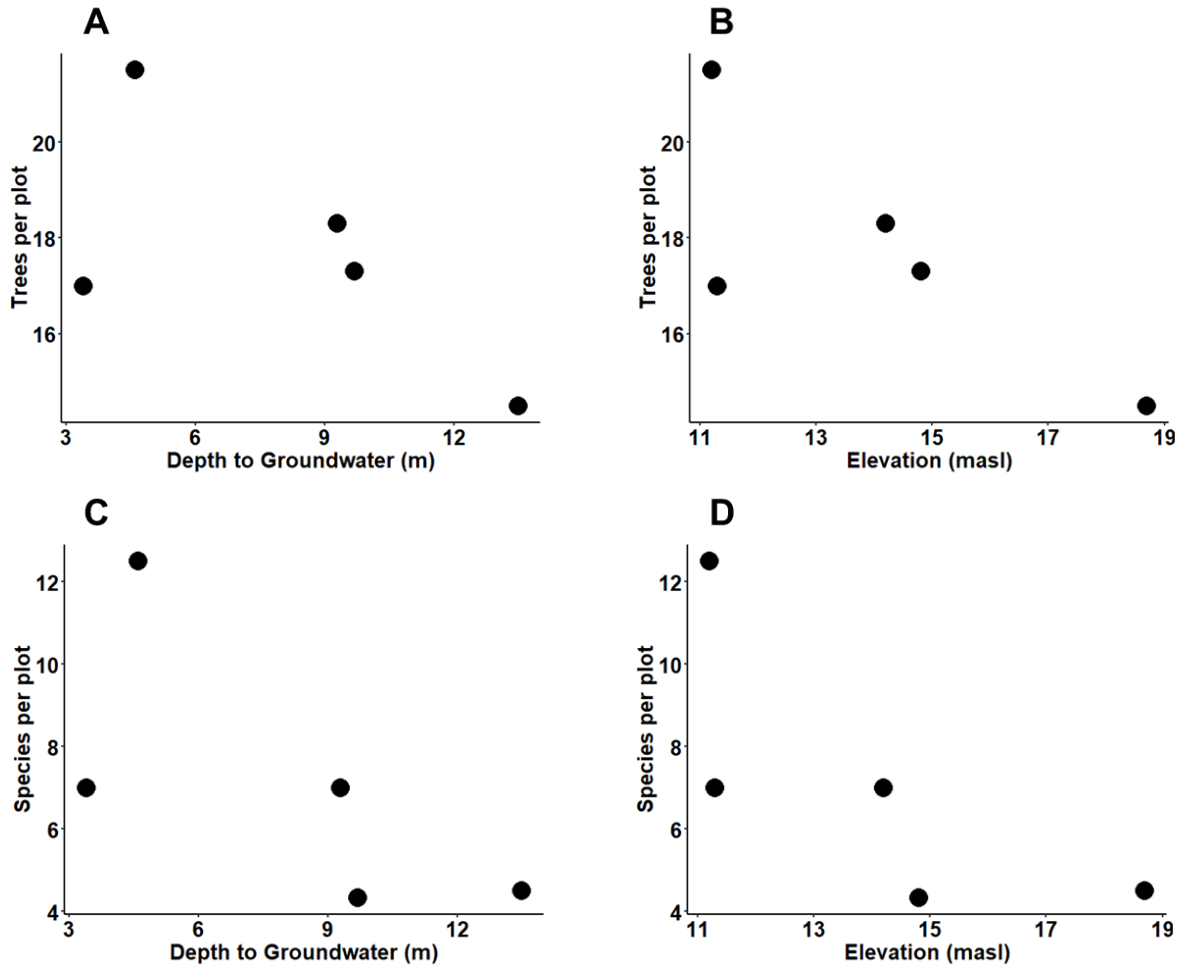 A
Trees per plot
20
18
16
3 6 9 12
Depth to Groundwater (m)
B
Trees per plot
20
18
16
11 13 15 17 19
Elevation (masl)
C
Species per plot
12
10
8
6
4
3 6 9 12
Depth to Groundwater (m)
D
Species per plot
12
10
8
6
4
11 13 15 17 19
Elevation (masl)